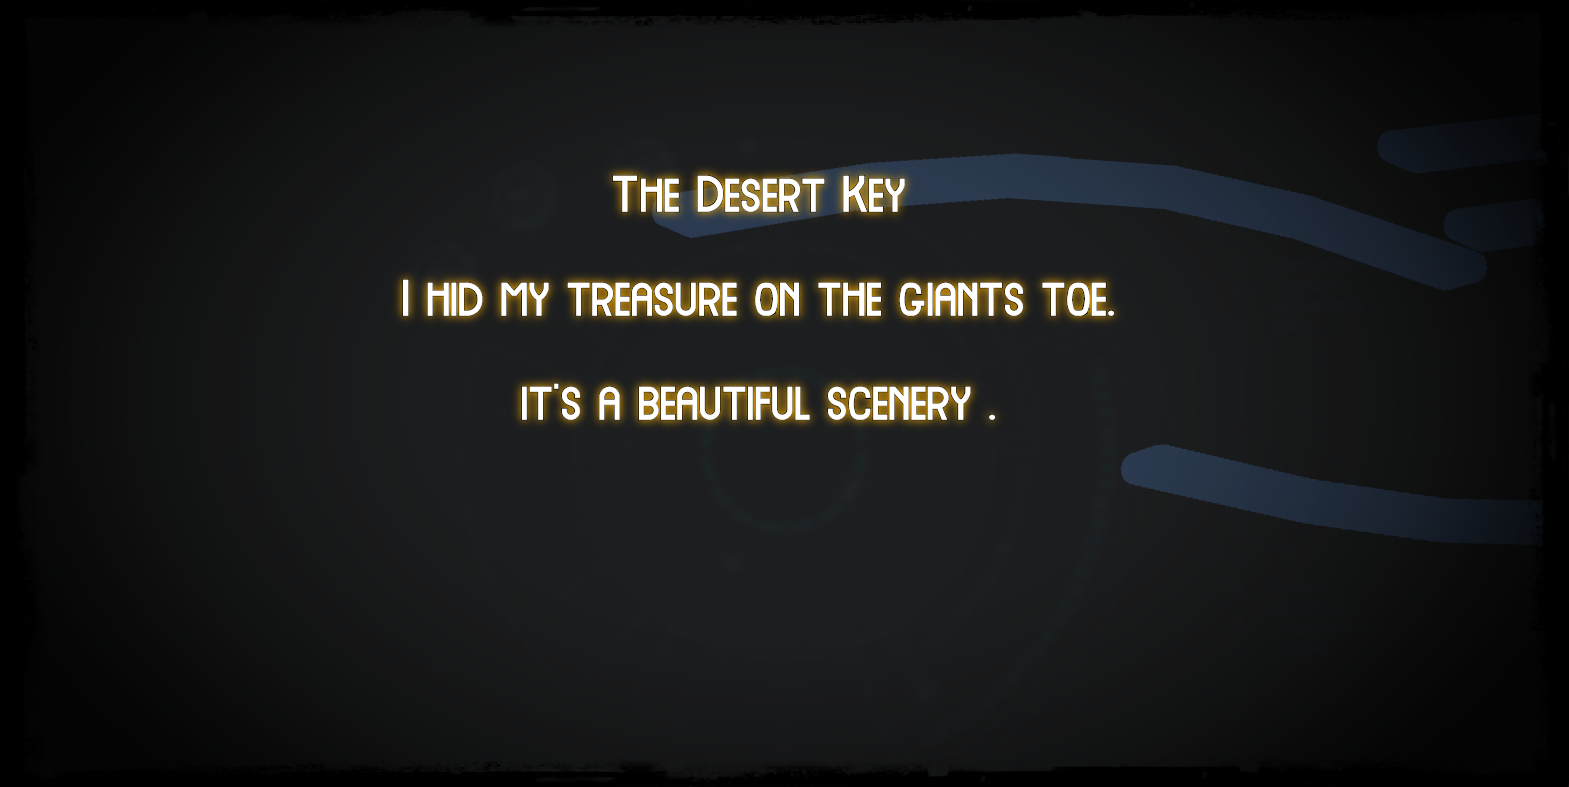 The Desert Key
I hid my treasure on the giants toe.
it's a beautiful scenery .